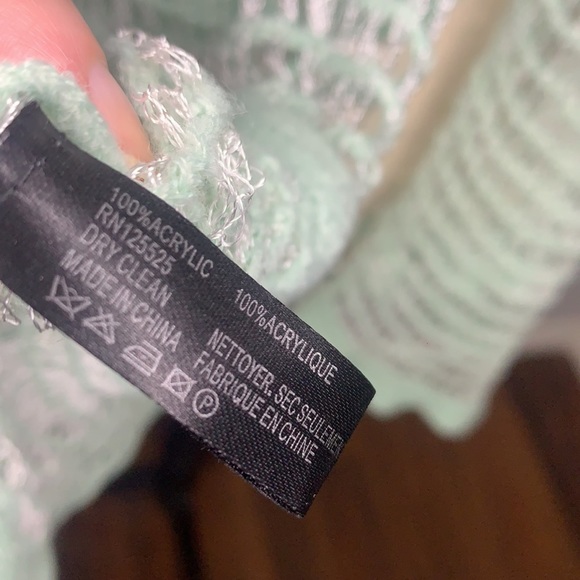 100%ACRYLIC
RN125525
DRY CLEAN
MADE IN CHINA
100%ACRYLIQUE
NETTOYER. SEC SEULEMENT
FABRIQUE EN CHINE
P